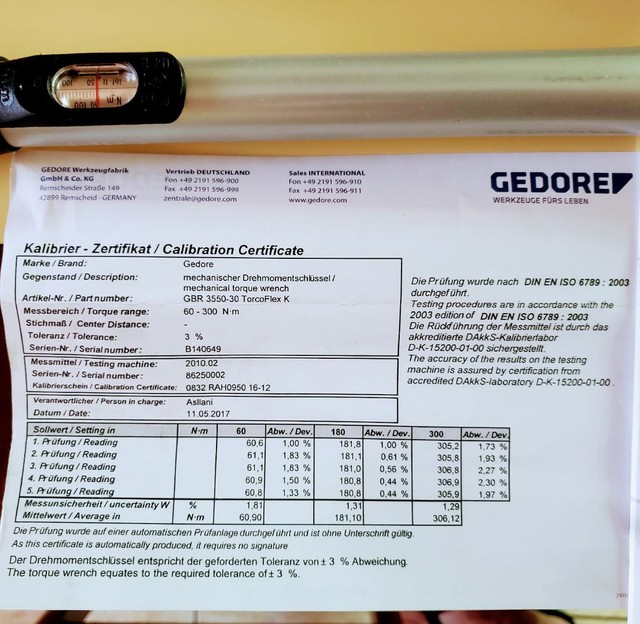 lbf.ft 50 100
N·m 50 100
GEDORE Werkzeugfabrik
GmbH & Co. KG
Remscheider Straße 149
42899 Remscheid - GERMANY
Vertrieb DEUTSCHLAND
Fon +49 2191 596-900
Fax +49 2191 596-999
zentrale@gedore.com
Sales INTERNATIONAL
Fon +49 2191 596-910
Fax +49 2191 596-911
www.gedore.com
GEDORE
WERKZEUGE FÜRS LEBEN
Kalibrier - Zertifikat / Calibration Certificate
Marke / Brand: Gedore
Gegenstand / Description: mechanischer Drehmomentschlüssel /
mechanical torque wrench
Artikel-Nr. / Part number: GBR 3550-30 TorcoFlex K
Messbereich / Torque range: 60 - 300 N·m
Stichmaß / Center Distance: -
Toleranz / Tolerance: 3 %
Serien-Nr. / Serial number: B140649
Messmittel / Testing machine: 2010.02
Serien-Nr. / Serial number: 86250002
Kalibrierschein / Calibration Certificate: 0832 RAH0950 16-12
Verantwortlicher / Person in charge: Asllani
Datum / Date: 11.05.2017
Die Prüfung wurde nach DIN EN ISO 6789 : 2003
durchgeführt.
Testing procedures are in accordance with the
2003 edition of DIN EN ISO 6789 : 2003
Die Rückführung der Messmittel ist durch das
akkreditierte DAkkS-Kalibrierlabor
D-K-15200-01-00 sichergestellt.
The accuracy of the results on the testing
machine is assured by certification from
accredited DAkkS-laboratory D-K-15200-01-00 .
Sollwert / Setting in N·m 60 Abw. / Dev. 180 Abw. / Dev. 300 Abw. / Dev.
1. Prüfung / Reading 60,6 1,00 % 181,8 1,00 % 305,2 1,73 %
2. Prüfung / Reading 61,1 1,83 % 181,1 0,61 % 305,8 1,93 %
3. Prüfung / Reading 61,1 1,83 % 181,0 0,56 % 306,8 2,27 %
4. Prüfung / Reading 60,9 1,50 % 180,8 0,44 % 306,9 2,30 %
5. Prüfung / Reading 60,8 1,33 % 180,8 0,44 % 305,9 1,97 %
Messunsicherheit / uncertainty W % 1,81 1,31 1,29
Mittelwert / Average in N·m 60,90 181,10 306,12
Die Prüfung wurde auf einer automatischen Prüfanlage durchgeführt und ist ohne Unterschrift gültig.
As this certificate is automatically produced, it requires no signature
Der Drehmomentschlüssel entspricht der geforderten Toleranz von ± 3 % Abweichung.
The torque wrench equates to the required tolerance of ± 3 %.